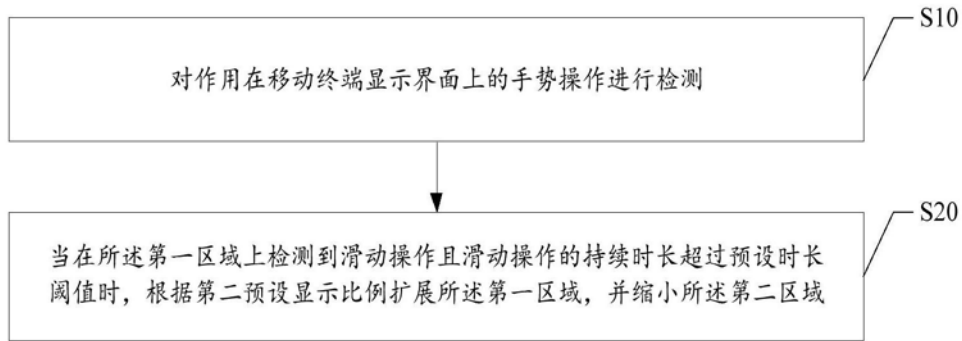 S10
对作用在移动终端显示界面上的手势操作进行检测
S20
当在所述第一区域上检测到滑动操作且滑动操作的持续时长超过预设时长
阈值时，根据第二预设显示比例扩展所述第一区域，并缩小所述第二区域